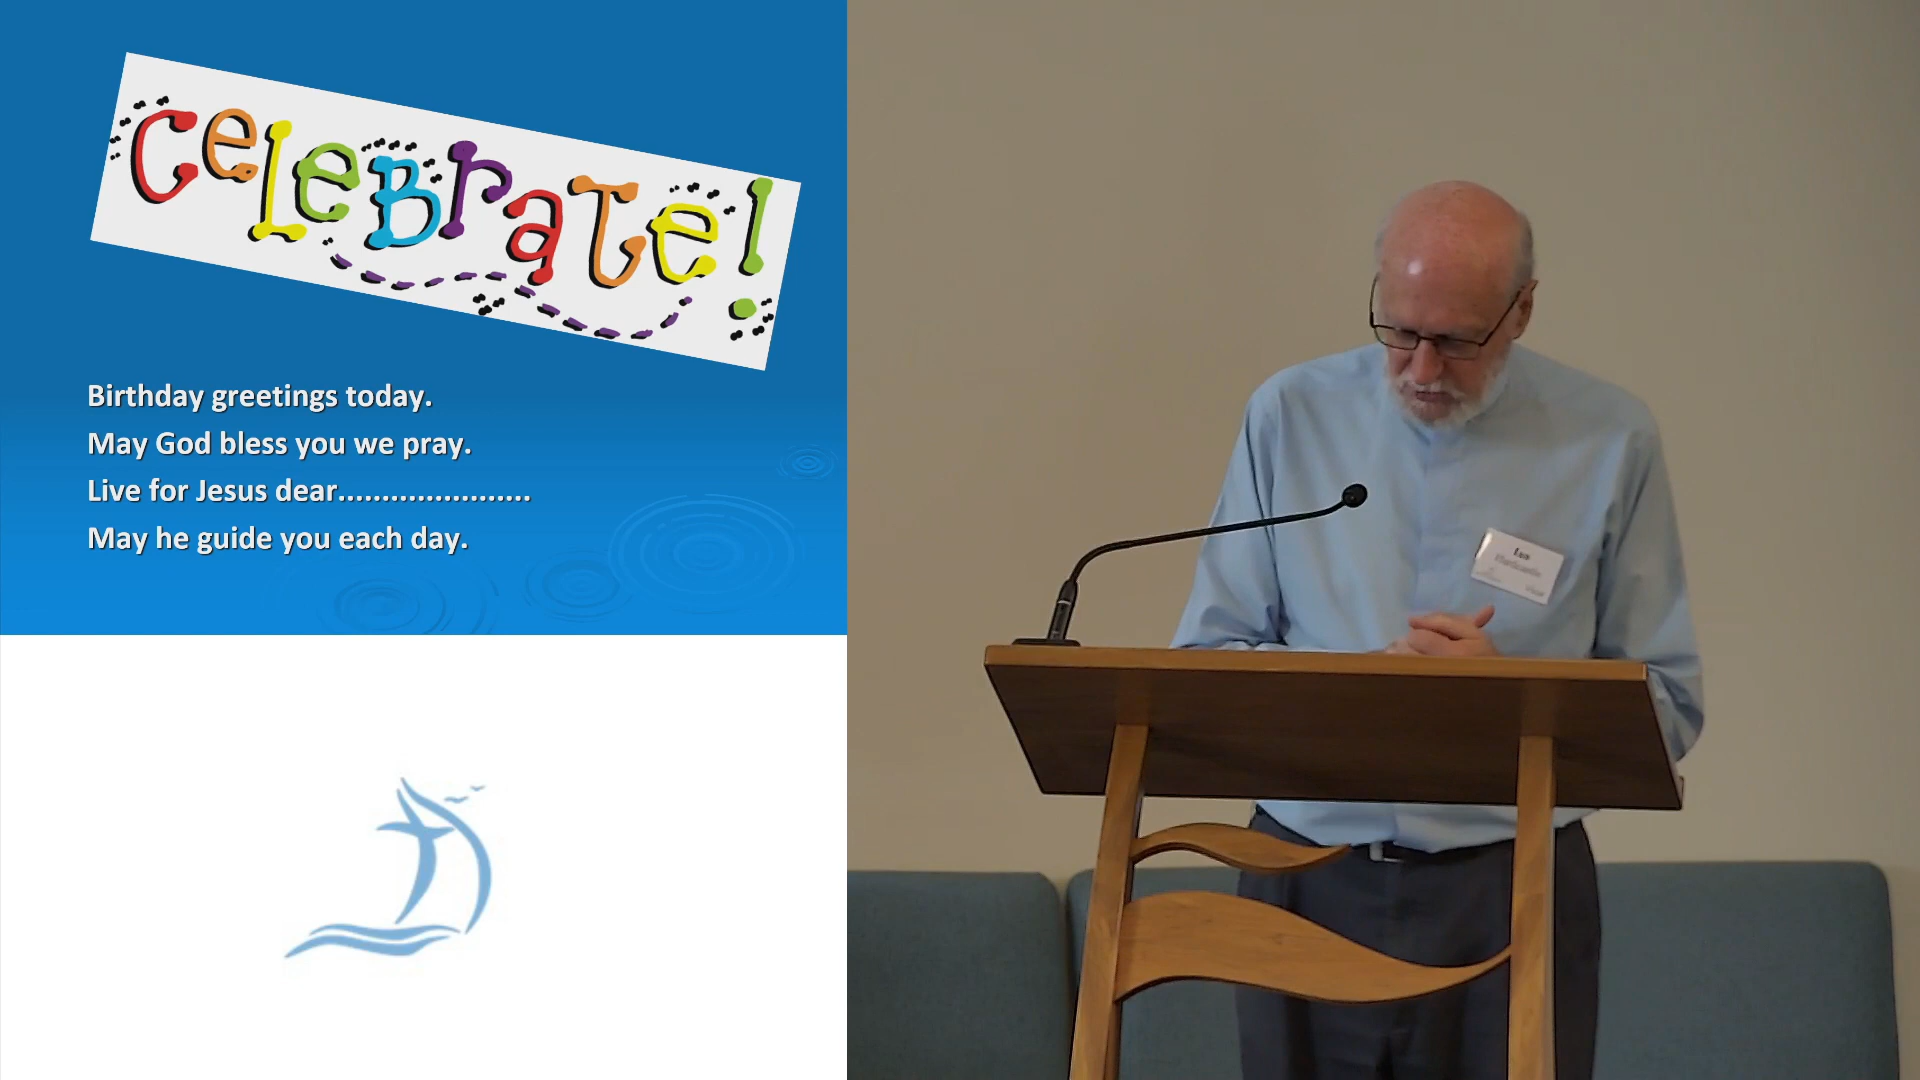 Celebrate!
Birthday greetings today.
May God bless you we pray.
Live for Jesus dear......................
May he guide you each day.
Ian